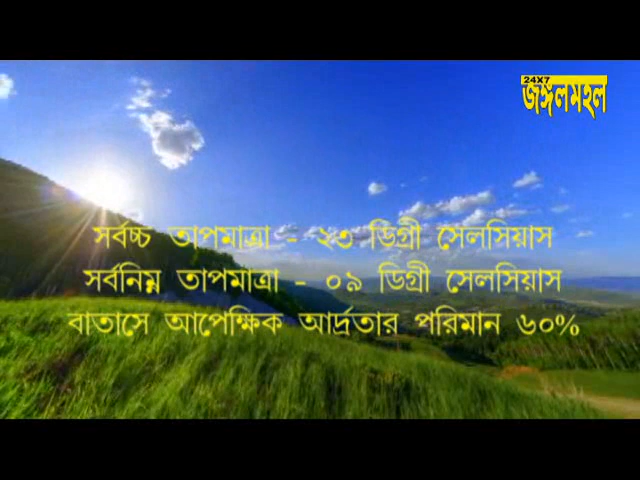 24X7
জঙ্গলমহল
সর্বচ্চ তাপমাত্রা - ২৩ ডিগ্রী সেলসিয়াস
সর্বনিম্ন তাপমাত্রা - ০৯ ডিগ্রী সেলসিয়াস
বাতাসে আপেক্ষিক আর্দ্রতার পরিমান ৬০%